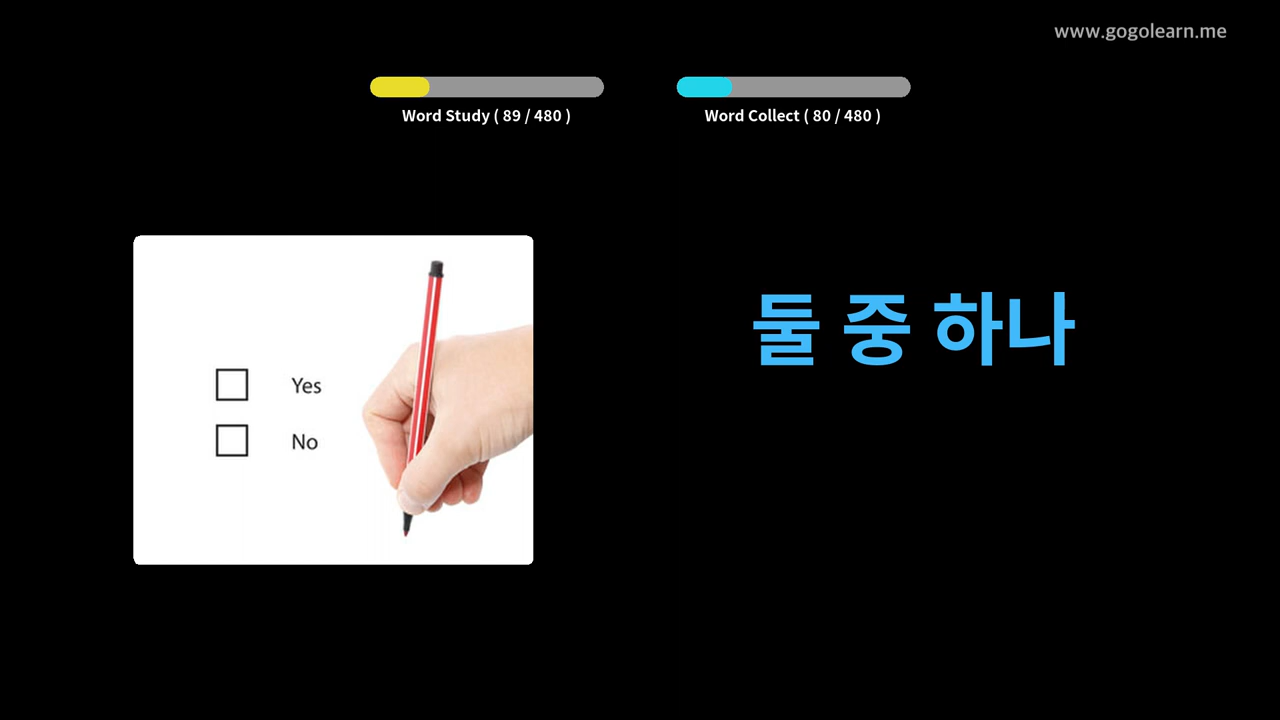 www.gogolearn.me
Word Study ( 89 / 480 )
Word Collect ( 80 / 480 )
둘 중 하나
Yes
No